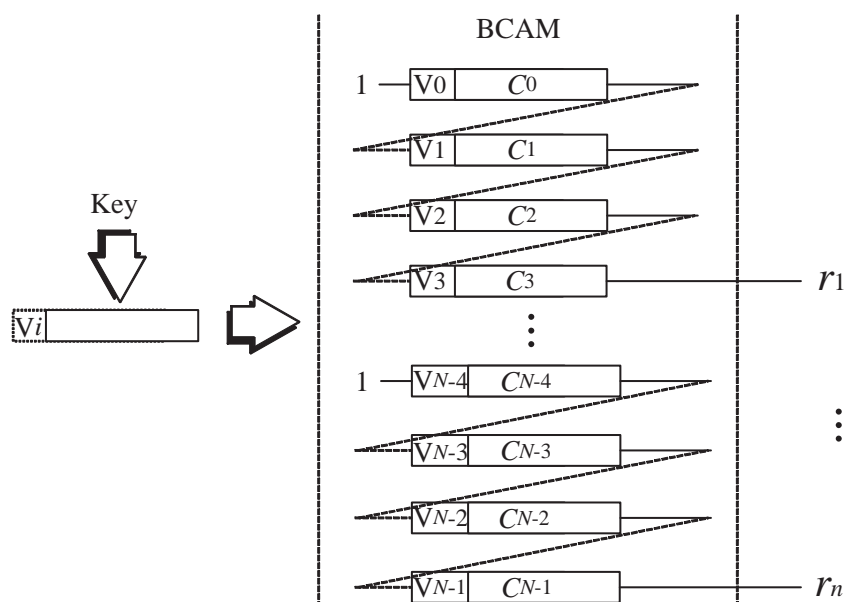 BCAM
1 V0 C0
V1 C1
V2 C2
Key
V3 C3 r1
Vi
1 VN-4 CN-4
VN-3 CN-3
VN-2 CN-2
VN-1 CN-1 rn